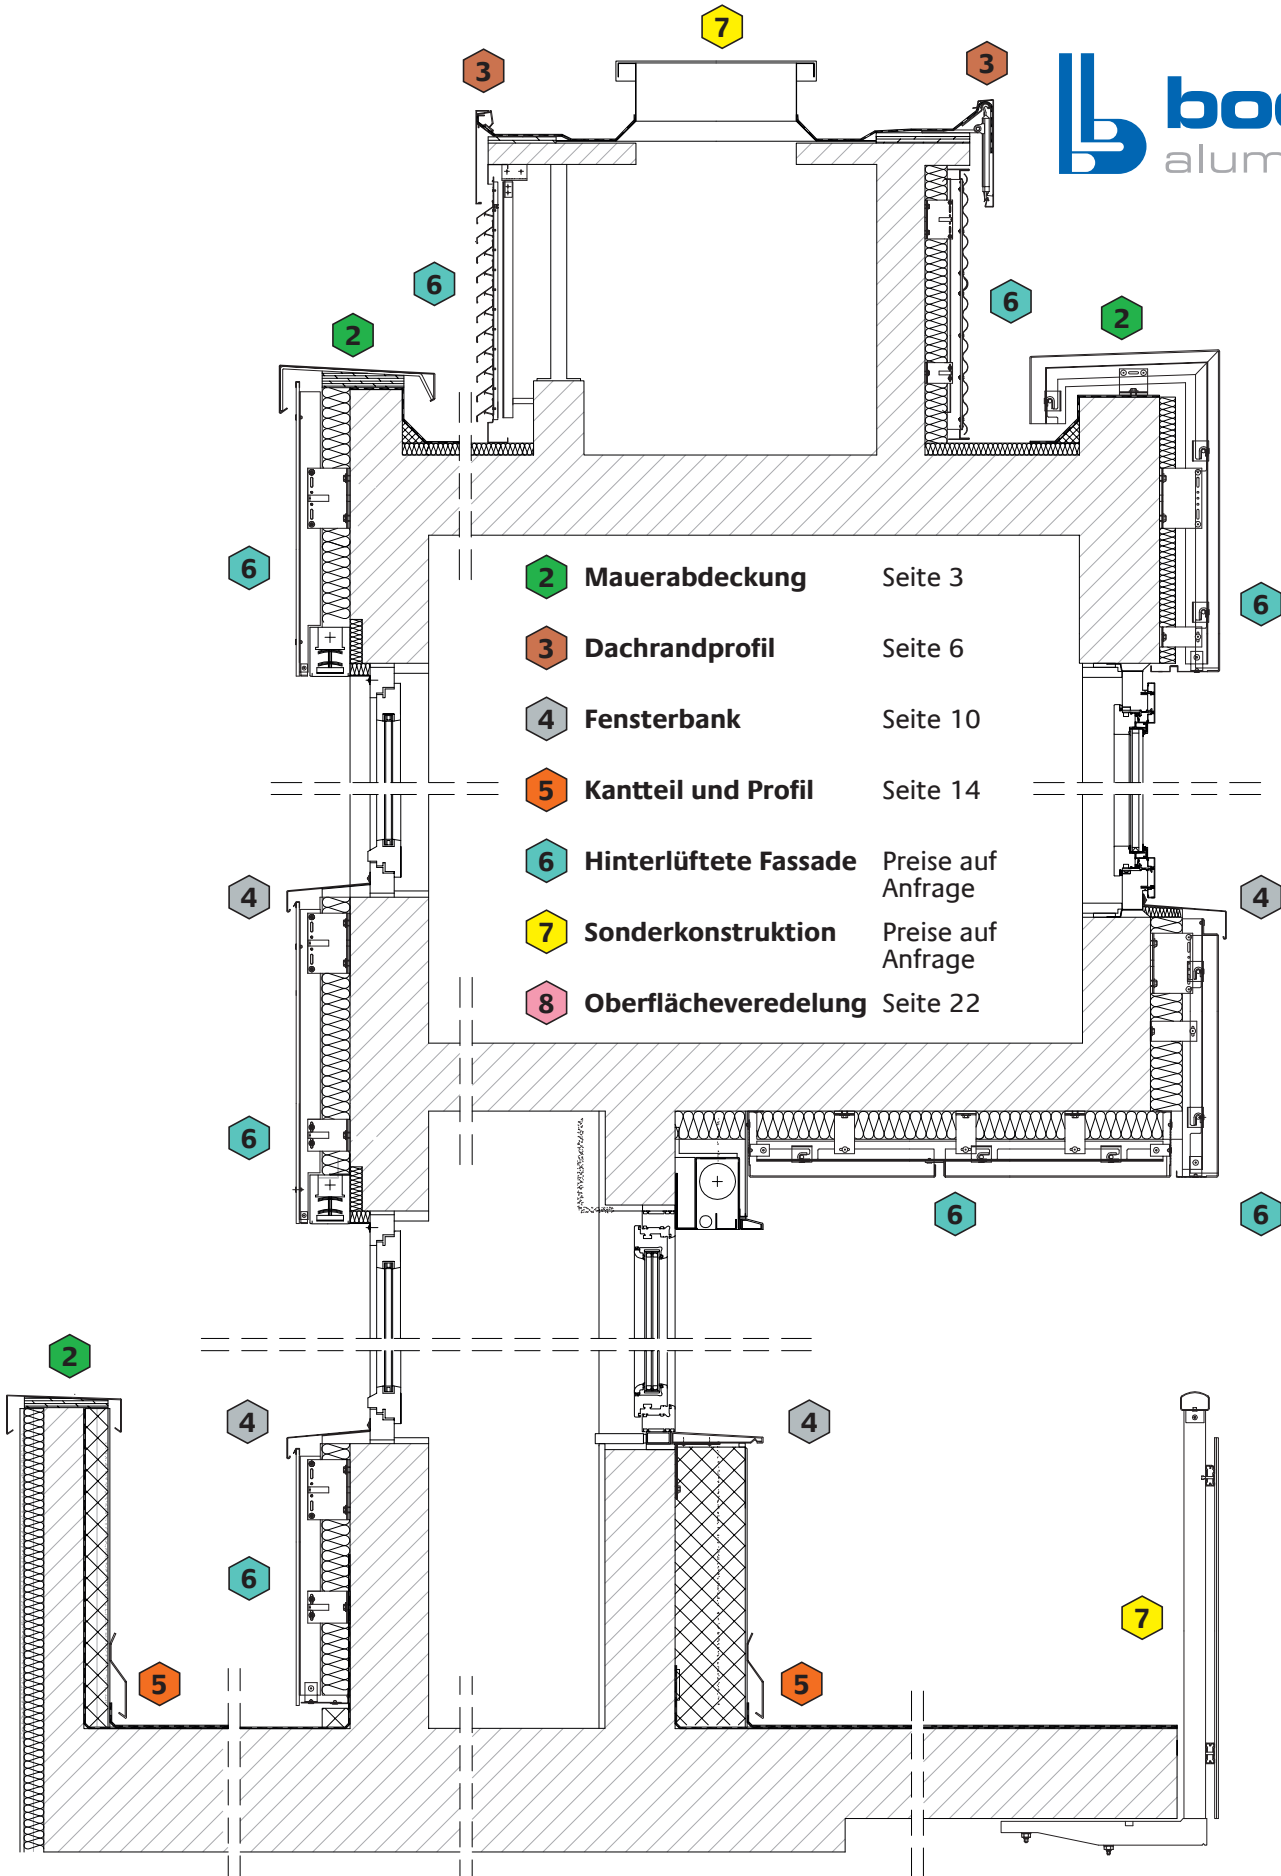 7
3
3
6
6
2
2
6
2 Mauerabdeckung Seite 3
6
3 Dachrandprofil Seite 6
4 Fensterbank Seite 10
5 Kantteil und Profil Seite 14
6 Hinterlüftete Fassade Preise auf
Anfrage
4
4
7 Sonderkonstruktion Preise auf
Anfrage
8 Oberflächeveredelung Seite 22
6
6
6
2
4
4
6
7
5
5